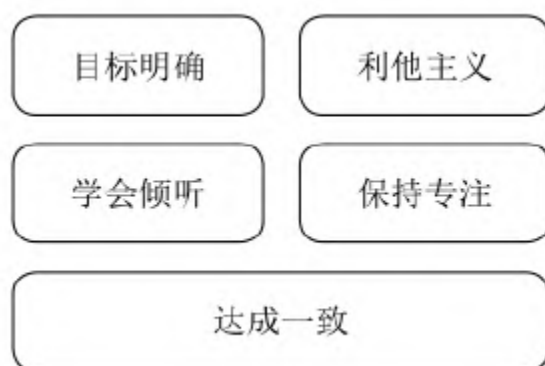 目标明确
利他主义
学会倾听
保持专注
达成一致